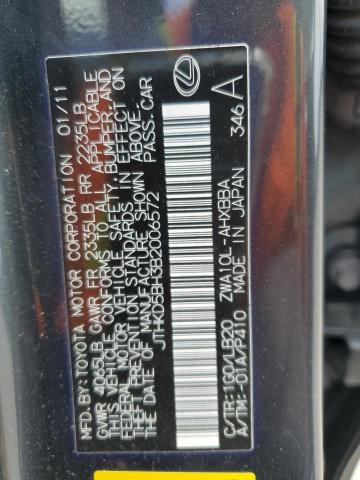 MFD. BY: TOYOTA MOTOR CORPORATION 01/11
GVWR 4065LB GAWR FR 2335LB RR 2235LB
THIS VEHICLE CONFORMS TO ALL APPLICABLE
FEDERAL MOTOR VEHICLE SAFETY, BUMPER, AND
THEFT PREVENTION STANDARDS IN EFFECT ON
THE DATE OF MANUFACTURE SHOWN ABOVE.
JTHKD5BH3B2006572 PASS. CAR
C/TR:1G0/LB20 ZWA10L-AHXBBA
A/TM:-01A/P410 MADE IN JAPAN 346 A